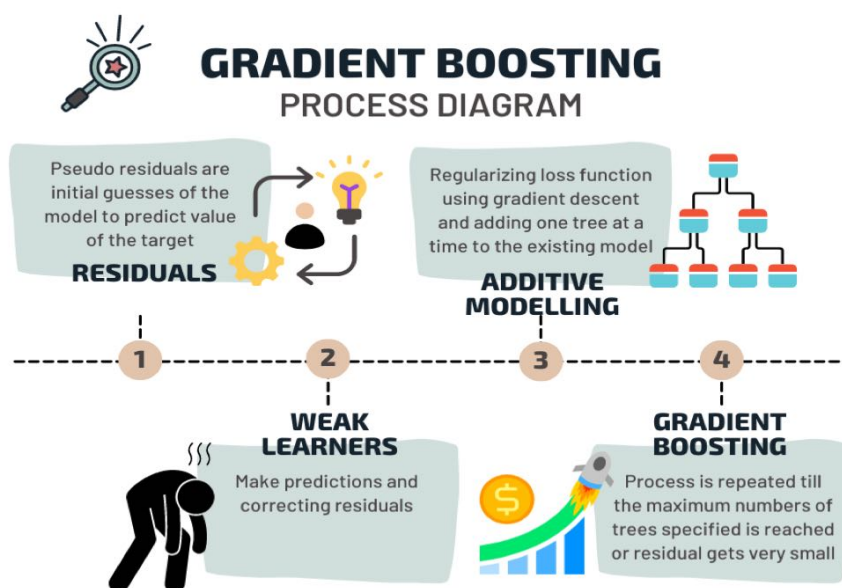 GRADIENT BOOSTING
PROCESS DIAGRAM
Pseudo residuals are
initial guesses of the
model to predict value
of the target
RESIDUALS
Regularizing loss function
using gradient descent
and adding one tree at a
time to the existing model
ADDITIVE
MODELLING
1
2
3
4
WEAK
LEARNERS
Make predictions and
correcting residuals
$
GRADIENT
BOOSTING
Process is repeated till
the maximum numbers of
trees specified is reached
or residual gets very small